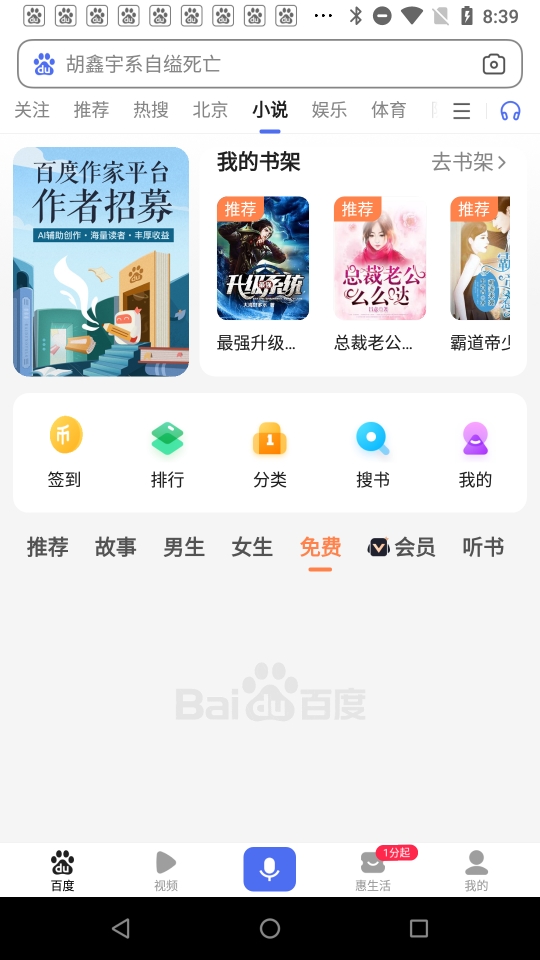 8:39
胡鑫宇系自缢死亡
关注 推荐 热搜 北京 小说 娱乐 体育
百度作家平台
作者招募
AI辅助创作·海量读者·丰厚收益
我的书架 去书架
推荐 推荐 推荐
升级系统
总裁老公
么么哒
最强升级... 总裁老公... 霸道帝少
签到 排行 分类 搜书 我的
推荐 故事 男生 女生 免费 会员 听书
Bai du 百度
1分起
百度 视频 惠生活 我的